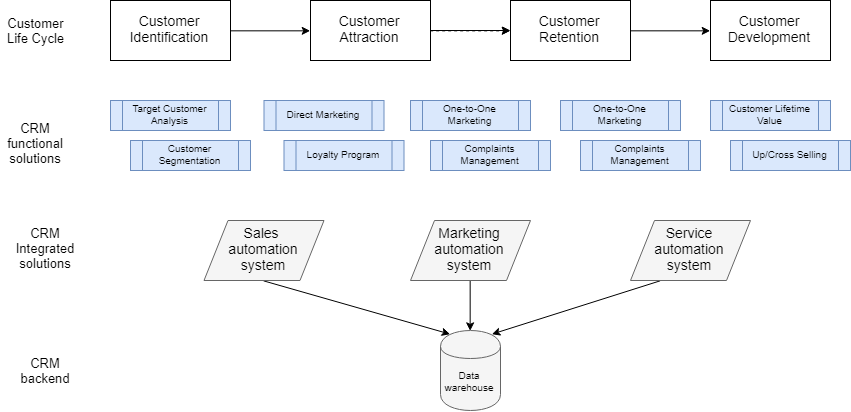 Customer
Life Cycle
Customer
Identification
Customer
Attraction
Customer
Retention
Customer
Development
CRM
functional
solutions
Target Customer
Analysis
Direct Marketing
One-to-One
Marketing
One-to-One
Marketing
Customer Lifetime
Value
Customer
Segmentation
Loyalty Program
Complaints
Management
Complaints
Management
Up/Cross Selling
CRM
Integrated
solutions
Sales
automation
system
Marketing
automation
system
Service
automation
system
CRM
backend
Data
warehouse